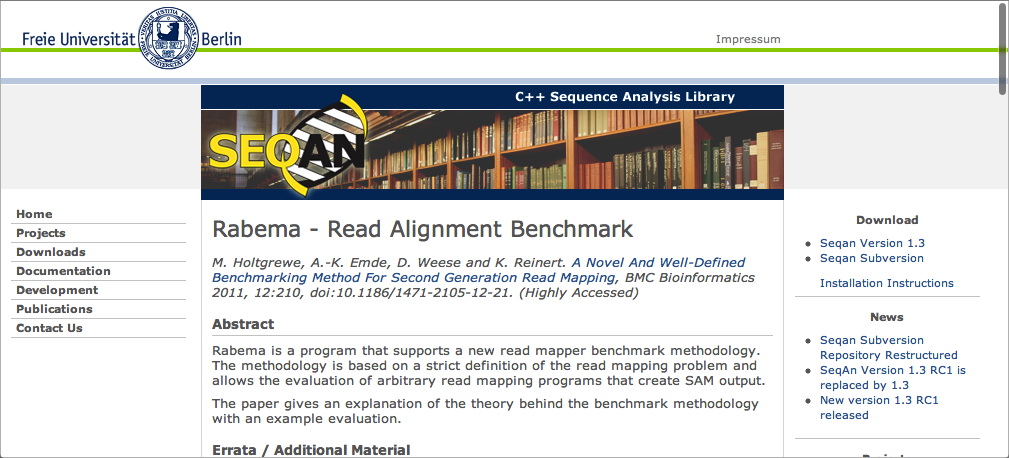 Freie Universität Berlin
Impressum
C++ Sequence Analysis Library
SEQAN
Home
Projects
Downloads
Documentation
Development
Publications
Contact Us
Rabema - Read Alignment Benchmark
M. Holtgrewe, A.-K. Emde, D. Weese and K. Reinert. A Novel And Well-Defined
Benchmarking Method For Second Generation Read Mapping, BMC Bioinformatics
2011, 12:210, doi:10.1186/1471-2105-12-21. (Highly Accessed)
Abstract
Rabema is a program that supports a new read mapper benchmark methodology.
The methodology is based on a strict definition of the read mapping problem and
allows the evaluation of arbitrary read mapping programs that create SAM output.
The paper gives an explanation of the theory behind the benchmark methodology
with an example evaluation.
Errata / Additional Material
Download
Seqan Version 1.3
Seqan Subversion
Installation Instructions
News
Seqan Subversion
Repository Restructured
SeqAn Version 1.3 RC1 is
replaced by 1.3
New version 1.3 RC1
released